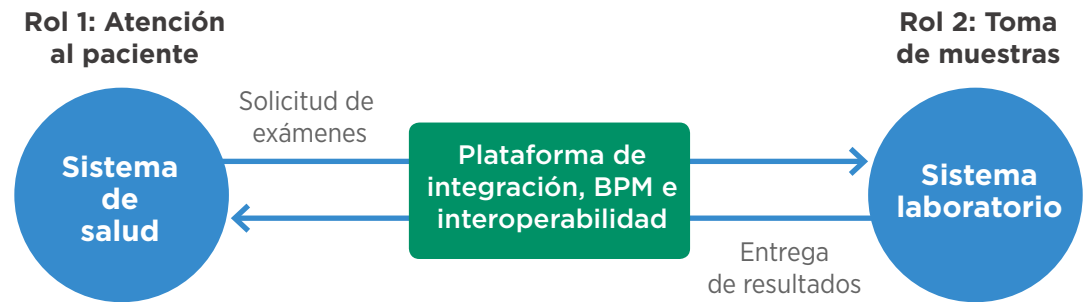 Rol 1: Atención
al paciente
Rol 2: Toma
de muestras
Solicitud de
exámenes
Sistema
de
salud
Plataforma de
integración, BPM e
interoperabilidad
Sistema
laboratorio
Entrega
de resultados